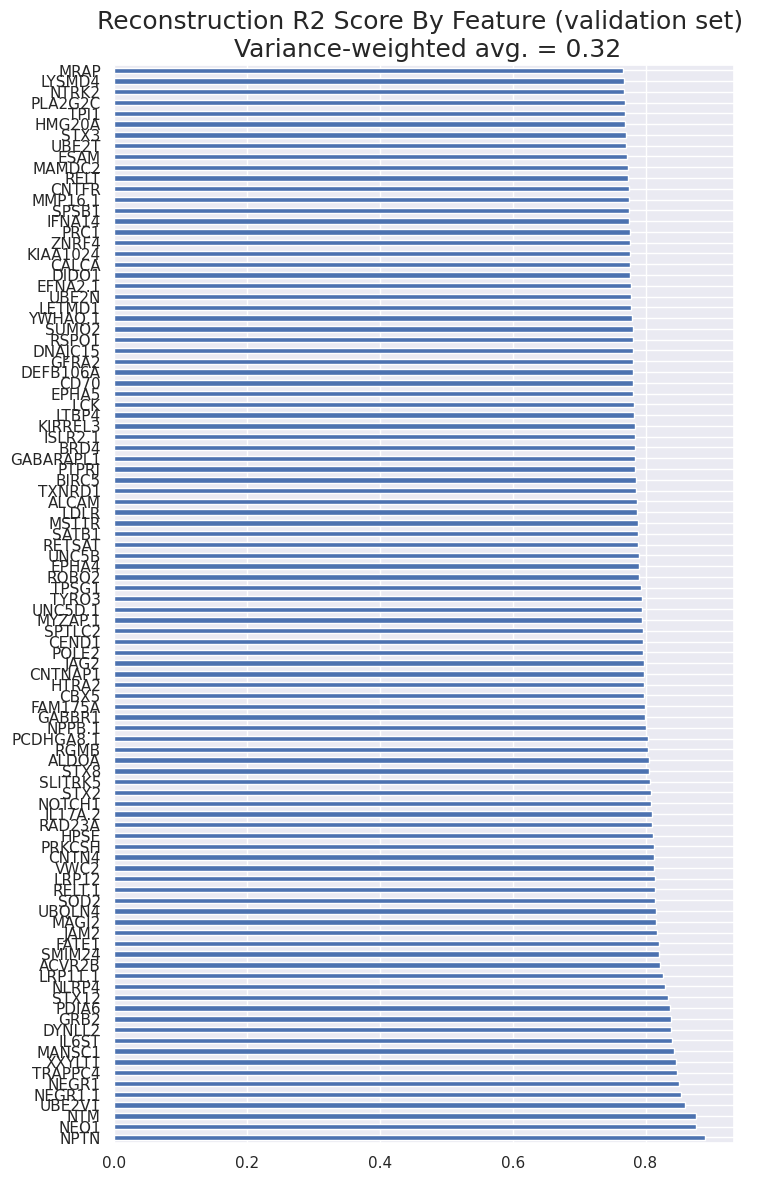 Reconstruction R2 Score By Feature (validation set)
Variance-weighted avg. = 0.32
MRAP
LYSMD4
NTRK2
PLA2G2C
TPI1
HMG20A
STX3
UBE2T
ESAM
MAMDC2
RELT
CNTFR
MMP16.1
SPSB1
IFNA14
PRC1
ZNRF4
KIAA1024
CALCA
DIDO1
EFNA2.1
UBE2N
LETMD1
YWHAQ.1
SUMO2
RSPO1
DNAJC15
GFRA2
DEFB106A
CD70
EPHA5
LCK
LTBP4
KIRREL3
ISLR2.1
BRD4
GABARAPL1
PTPRJ
BIRC5
TXNRD1
ALCAM
LDLR
MST1R
SATB1
RETSAT
UNC5B
EPHA4
ROBO2
TPSG1
TYRO3
UNC5D.1
MYZAP.1
SPTLC2
CEND1
POLE2
JAG2
CNTNAP1
HTRA2
CBX5
FAM175A
GABBR1
NPPB.1
PCDHGA8.1
RGMB
ALDOA
STX8
SLITRK5
STX2
NOTCH1
IL17A.2
RAD23A
HPSE
PRKCSH
CNTN4
VWC2
LRP12
RELT.1
SOD2
UBQLN4
MAGI2
JAM2
FATE1
SMIM24
ACVR2B
LRP11.1
NLRP4
STX12
PDIA6
GRB2
DYNLL2
IL6ST
MANSC1
XXYLT1
TRAPPC4
NEGR1
NEGR1.1
UBE2V1
NTM
NEO1
NPTN
0.0 0.2 0.4 0.6 0.8